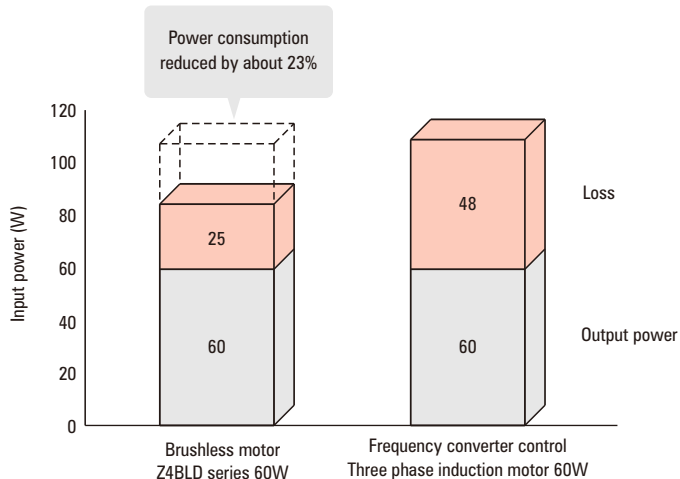 Power consumption
reduced by about 23%
Input power (W)
120
100
80
60
40
20
0
25
60
48
60
Loss
Output power
Brushless motor
Z4BLD series 60W
Frequency converter control
Three phase induction motor 60W